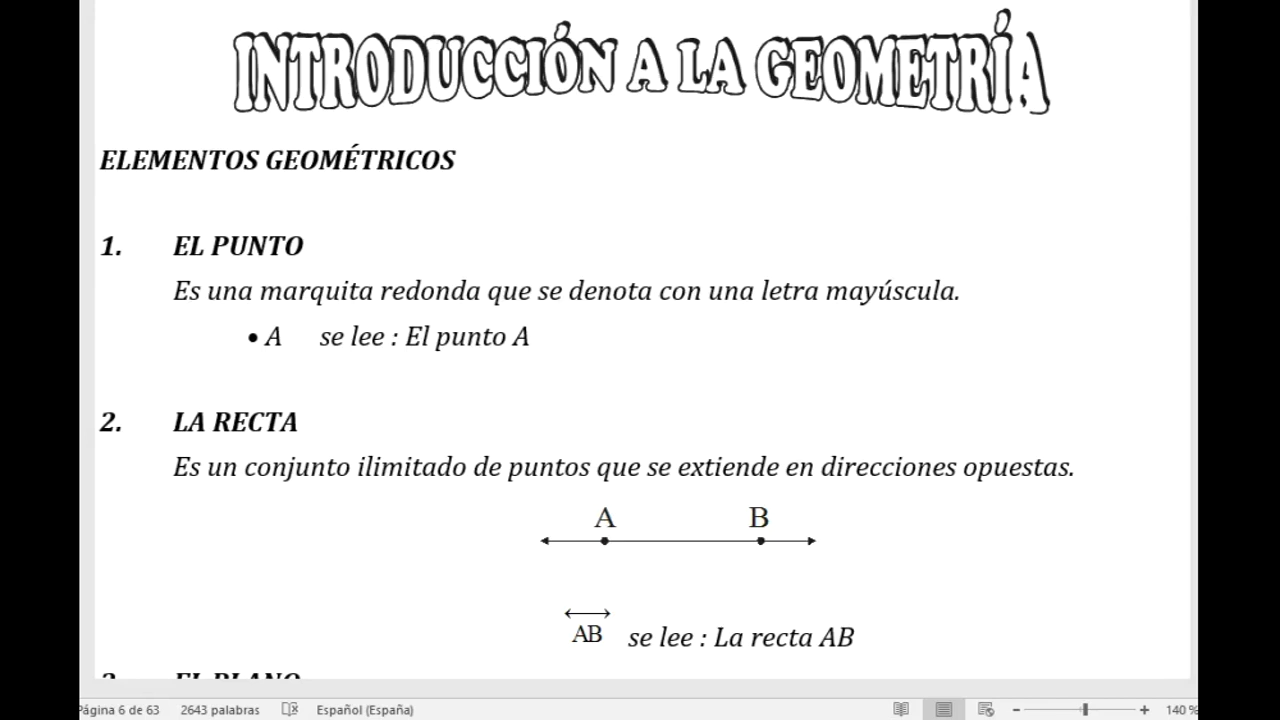 INTRODUCCIÓN A LA GEOMETRÍA
ELEMENTOS GEOMÉTRICOS
1. EL PUNTO
Es una marquita redonda que se denota con una letra mayúscula.
• A se lee : El punto A
2. LA RECTA
Es un conjunto ilimitado de puntos que se extiende en direcciones opuestas.
A B
AB se lee : La recta AB
EL PLANO
Página 6 de 63 2643 palabras Español (España) 140 %